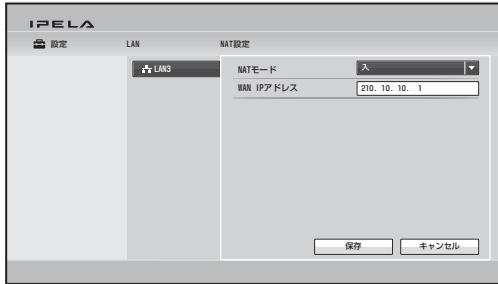 IPELA
設定 LAN NAT設定
LAN3
NATモード 入
WAN IPアドレス 210. 10. 10. 1
保存 キャンセル